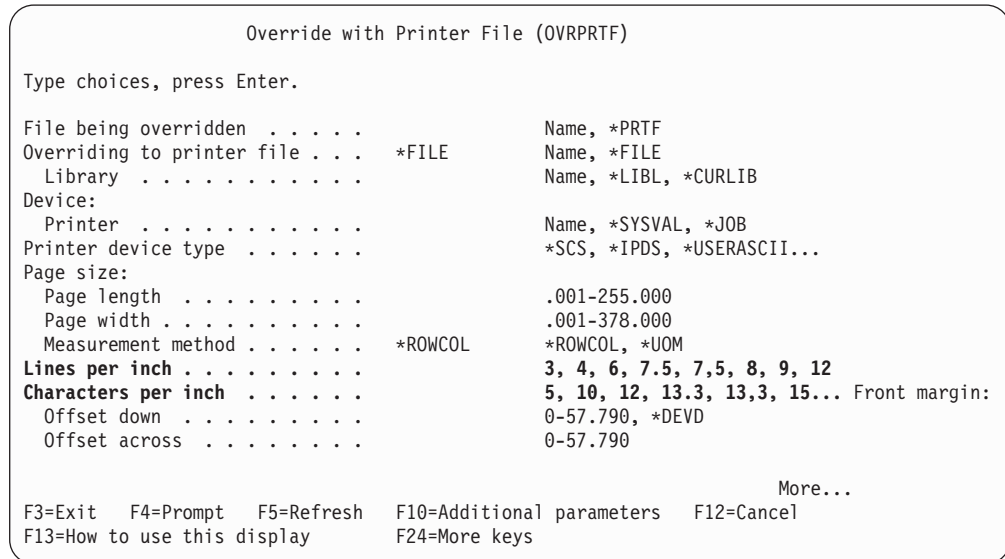 Override with Printer File (OVRPRTF)
Type choices, press Enter.
File being overridden . . . . . Name, *PRTF
Overriding to printer file . . . *FILE Name, *FILE
Library . . . . . . . . . . . Name, *LIBL, *CURLIB
Device:
Printer . . . . . . . . . . . Name, *SYSVAL, *JOB
Printer device type . . . . . . *SCS, *IPDS, *USERASCII...
Page size:
Page length . . . . . . . . . .001-255.000
Page width . . . . . . . . . . .001-378.000
Measurement method . . . . . . *ROWCOL *ROWCOL, *UOM
Lines per inch . . . . . . . . . 3, 4, 6, 7.5, 7,5, 8, 9, 12
Characters per inch . . . . . . 5, 10, 12, 13.3, 13,3, 15... Front margin:
Offset down . . . . . . . . . 0-57.790, *DEVD
Offset across . . . . . . . . 0-57.790
More...
F3=Exit F4=Prompt F5=Refresh F10=Additional parameters F12=Cancel
F13=How to use this display F24=More keys